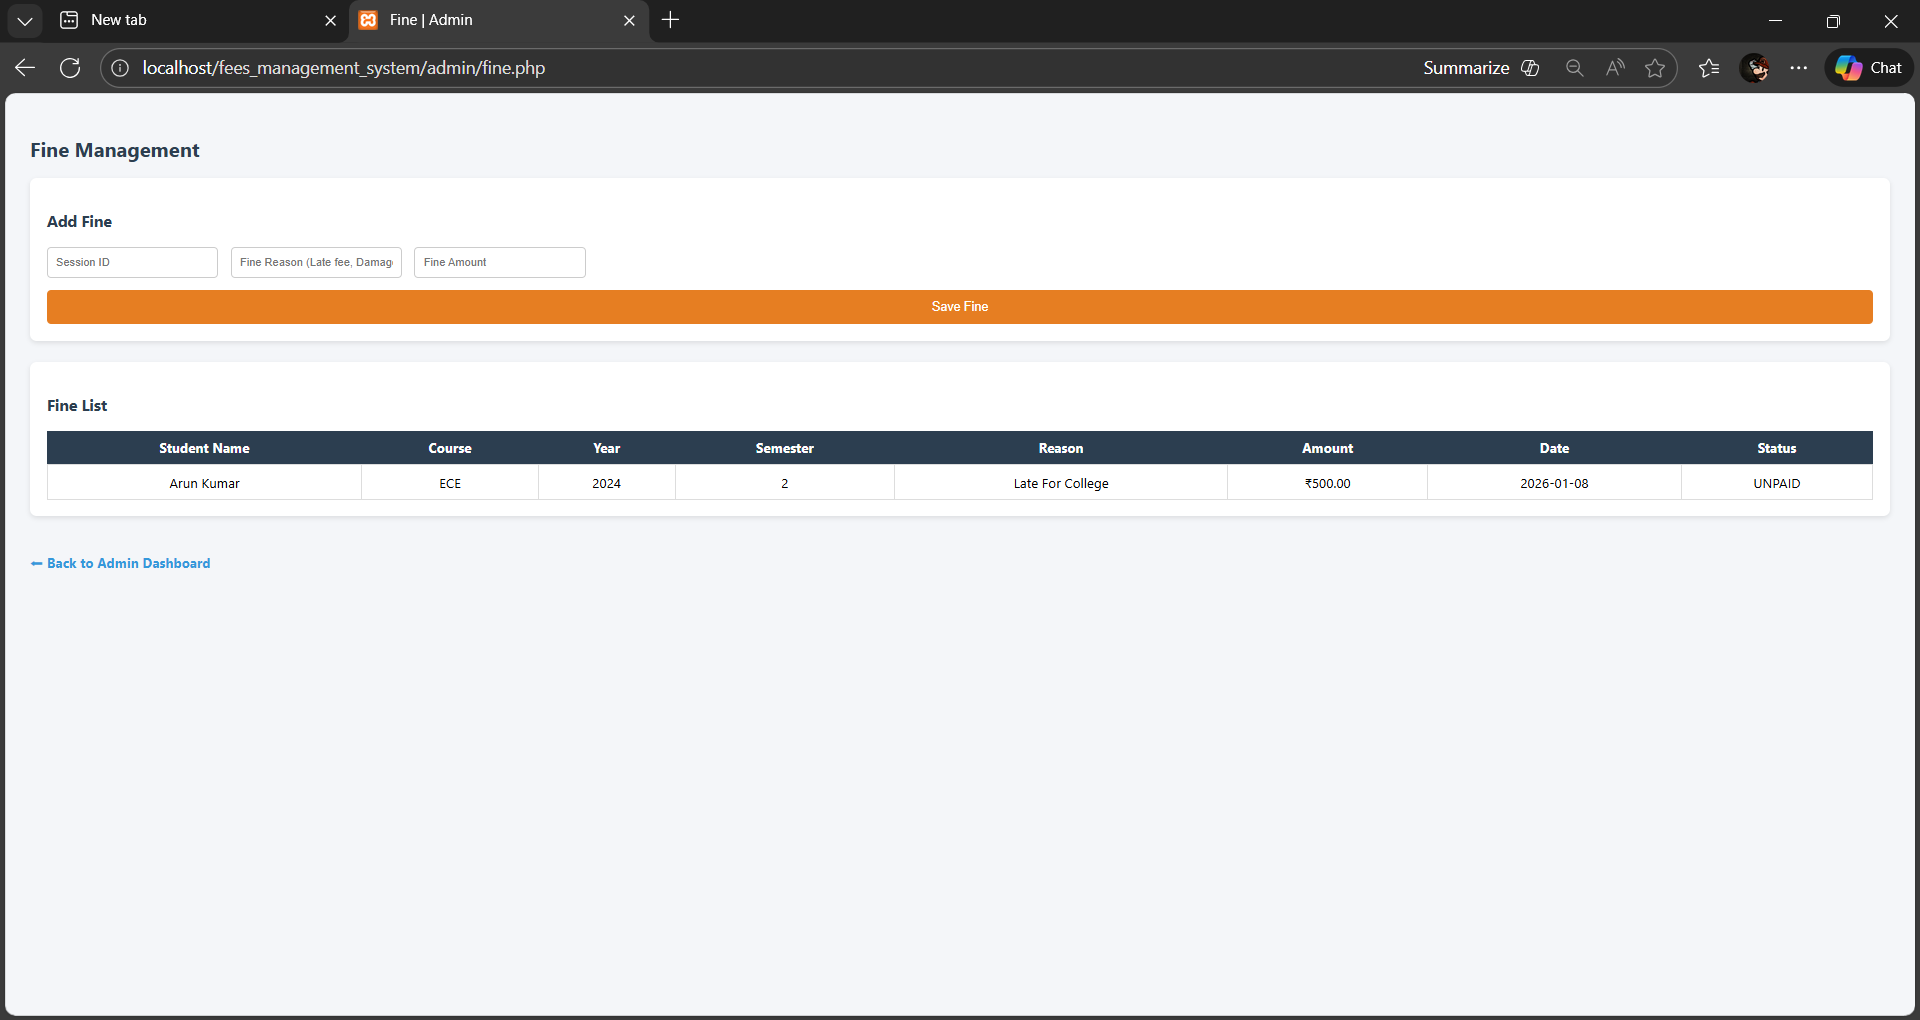 New tab
Fine | Admin
localhost/fees_management_system/admin/fine.php
Summarize
Chat
Fine Management
Add Fine
Session ID
Fine Reason (Late fee, Damag
Fine Amount
Save Fine
Fine List
Student Name Course Year Semester Reason Amount Date Status
Arun Kumar ECE 2024 2 Late For College ₹500.00 2026-01-08 UNPAID
← Back to Admin Dashboard